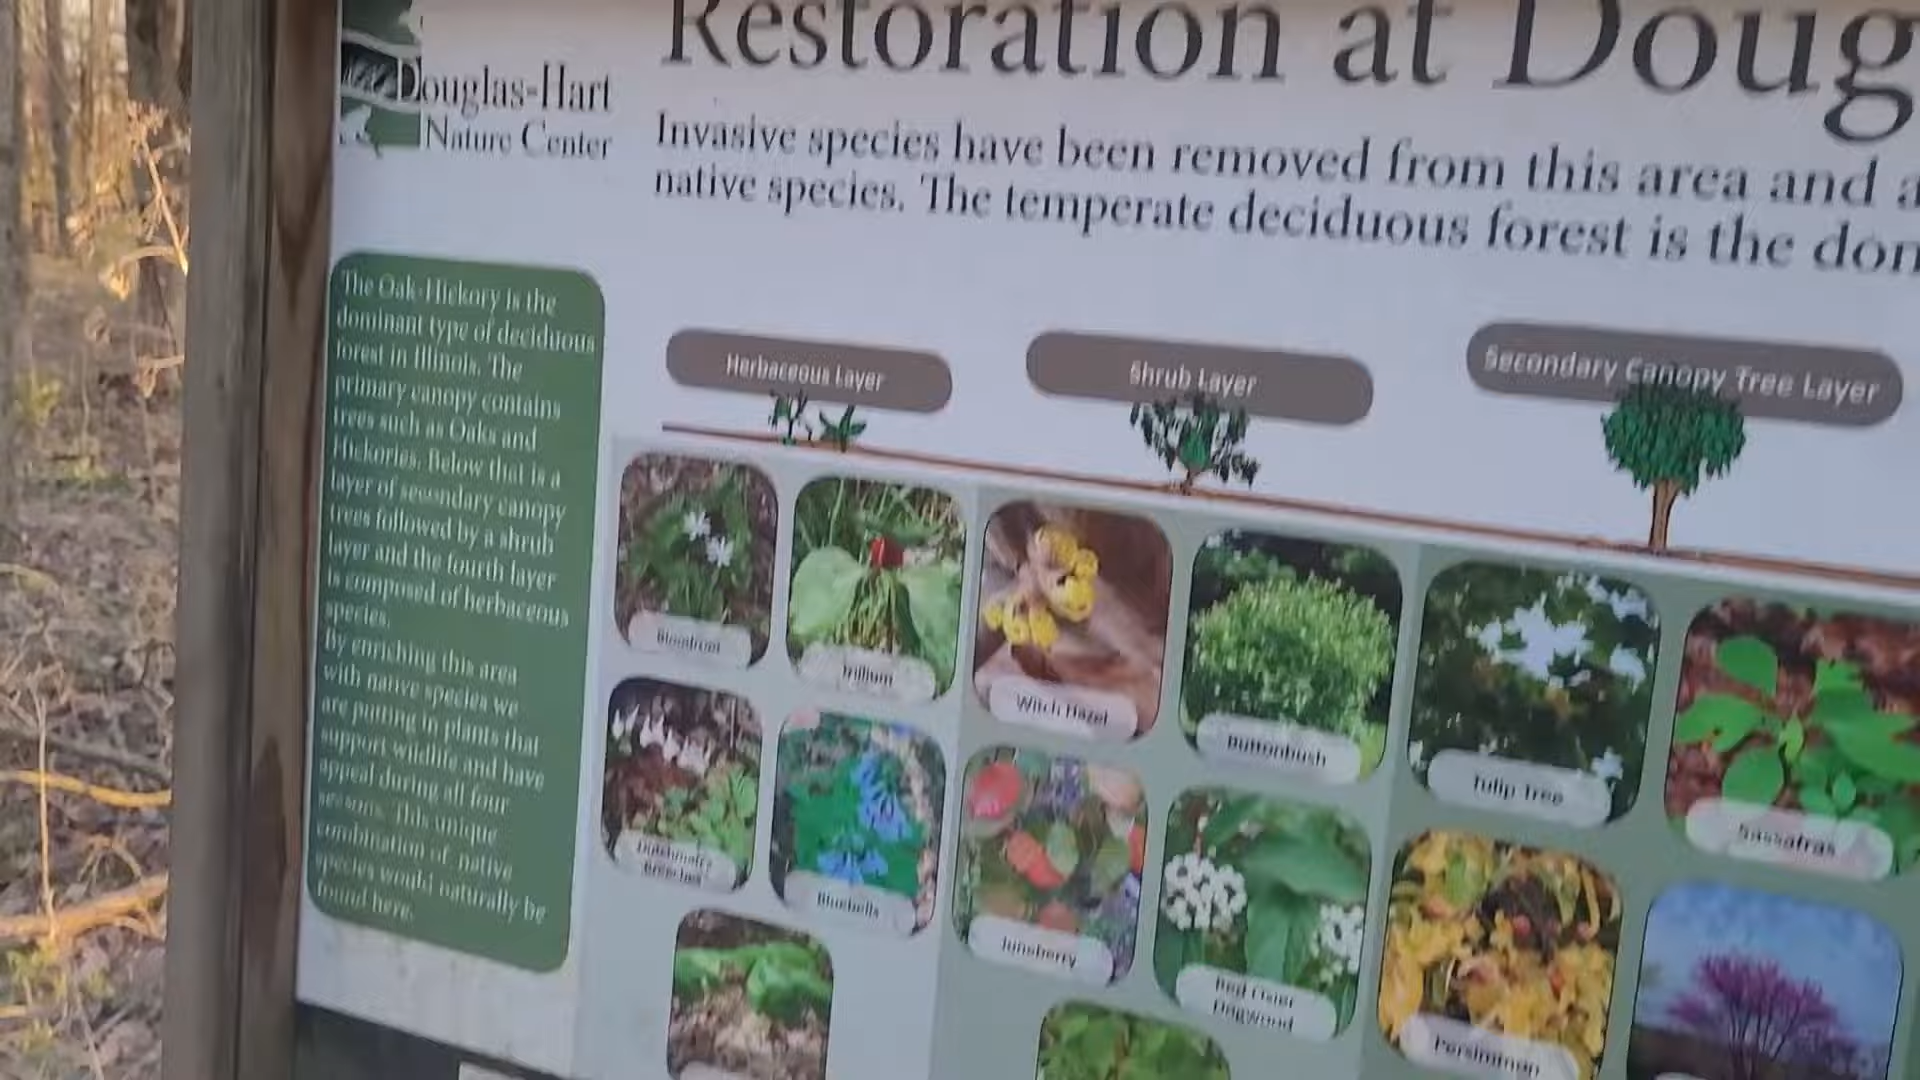 Restoration at Doug
Douglas-Hart
Nature Center
Invasive species have been removed from this area and a
native species. The temperate deciduous forest is the don
The Oak-Hickory is the
dominant type of deciduous
forest in Illinois. The
primary canopy contains
trees such as Oaks and
Hickories. Below that is a
layer of secondary canopy
trees followed by a shrub
layer and the fourth layer
is composed of herbaceous
species.
By enriching this area
with native species we
are putting in plants that
support wildlife and have
appeal during all four
seasons. This unique
combination of native
species would naturally be
found here.
Herbaceous Layer
Shrub Layer
Secondary Canopy Tree Layer
Bloodroot
Trillium
Witch Hazel
Buttonbush
Tulip Tree
Sassafras
Dutchman's
Breeches
Bluebells
Juneberry
Red Osier
Dogwood
Persimmon